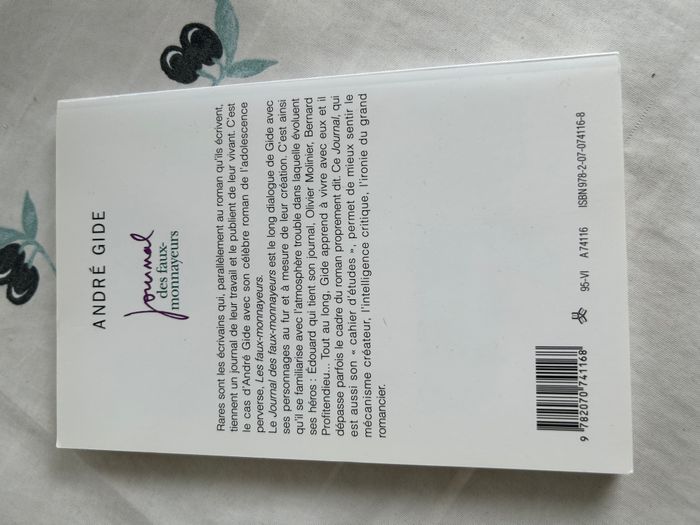 ANDRÉ GIDE
Journal
des faux-
monnayeurs
Rares sont les écrivains qui, parallèlement au roman qu'ils écrivent,
tiennent un journal de leur travail et le publient de leur vivant. C'est
le cas d'André Gide avec son célèbre roman de l'adolescence
perverse, Les faux-monnayeurs.
Le Journal des faux-monnayeurs est le long dialogue de Gide avec
ses personnages au fur et à mesure de leur création. C'est ainsi
qu'il se familiarise avec l'atmosphère trouble dans laquelle évoluent
ses héros : Édouard qui tient son journal, Olivier Molinier, Bernard
Profitendieu... Tout au long, Gide apprend à vivre avec eux et il
dépasse parfois le cadre du roman proprement dit. Ce Journal, qui
est aussi son « cahier d'études », permet de mieux sentir le
mécanisme créateur, l'intelligence critique, l'ironie du grand
romancier.
9 782070 741168
95-VI A 74116 ISBN 978-2-07-074116-8